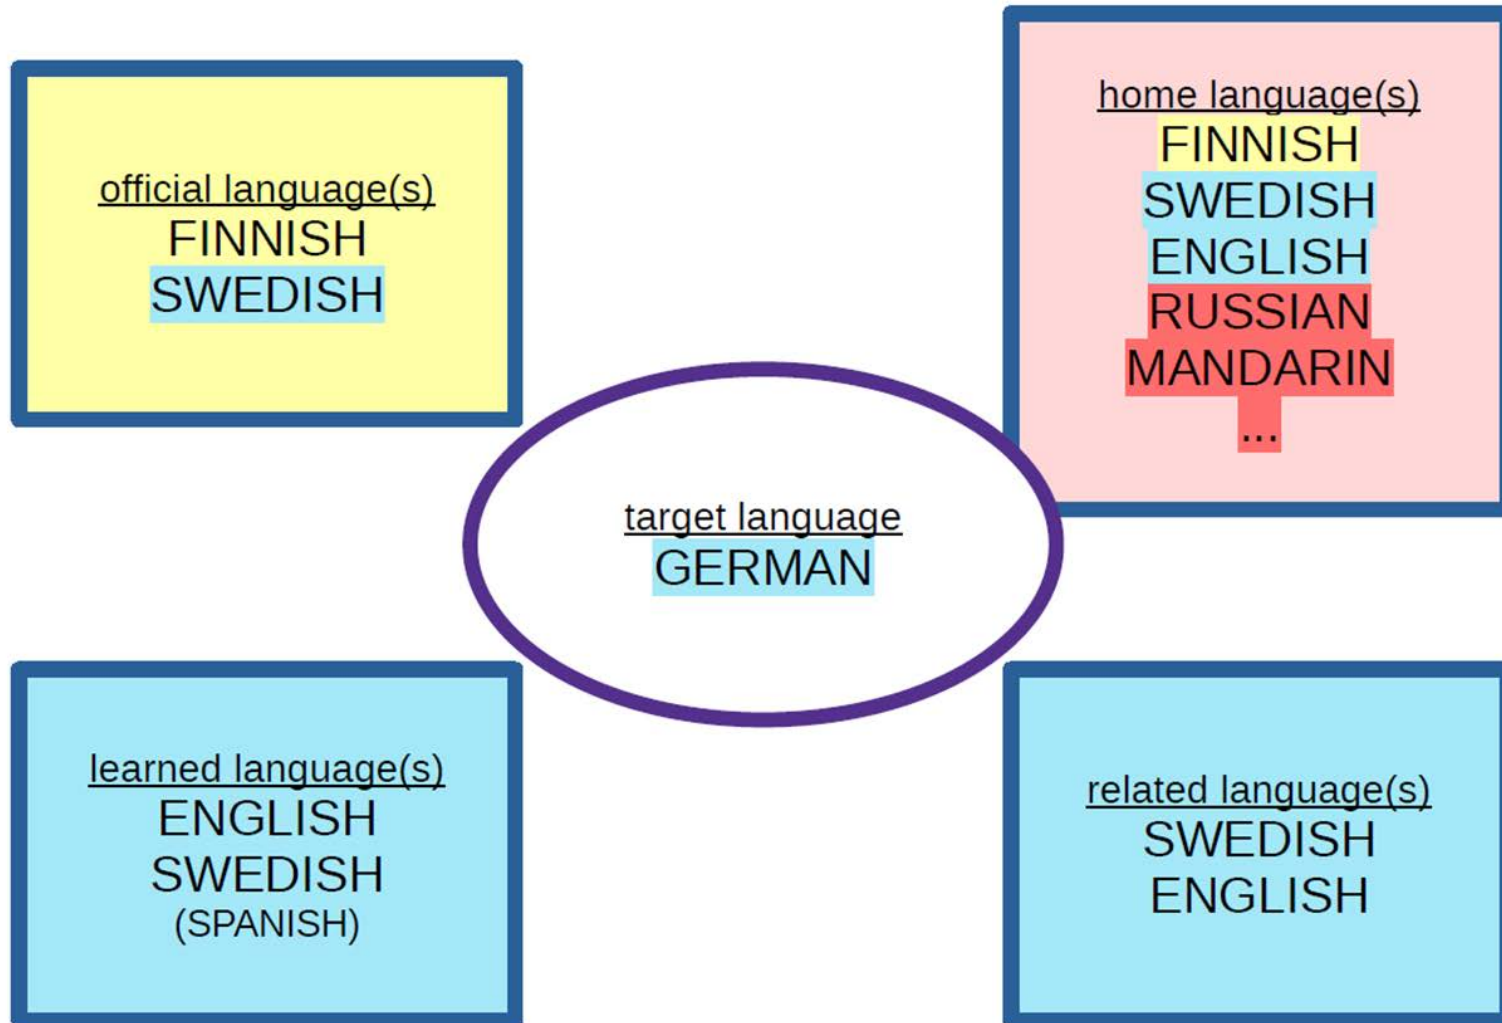 official language(s)
FINNISH
SWEDISH
home language(s)
FINNISH
SWEDISH
ENGLISH
RUSSIAN
MANDARIN
...
target language
GERMAN
learned language(s)
ENGLISH
SWEDISH
(SPANISH)
related language(s)
SWEDISH
ENGLISH